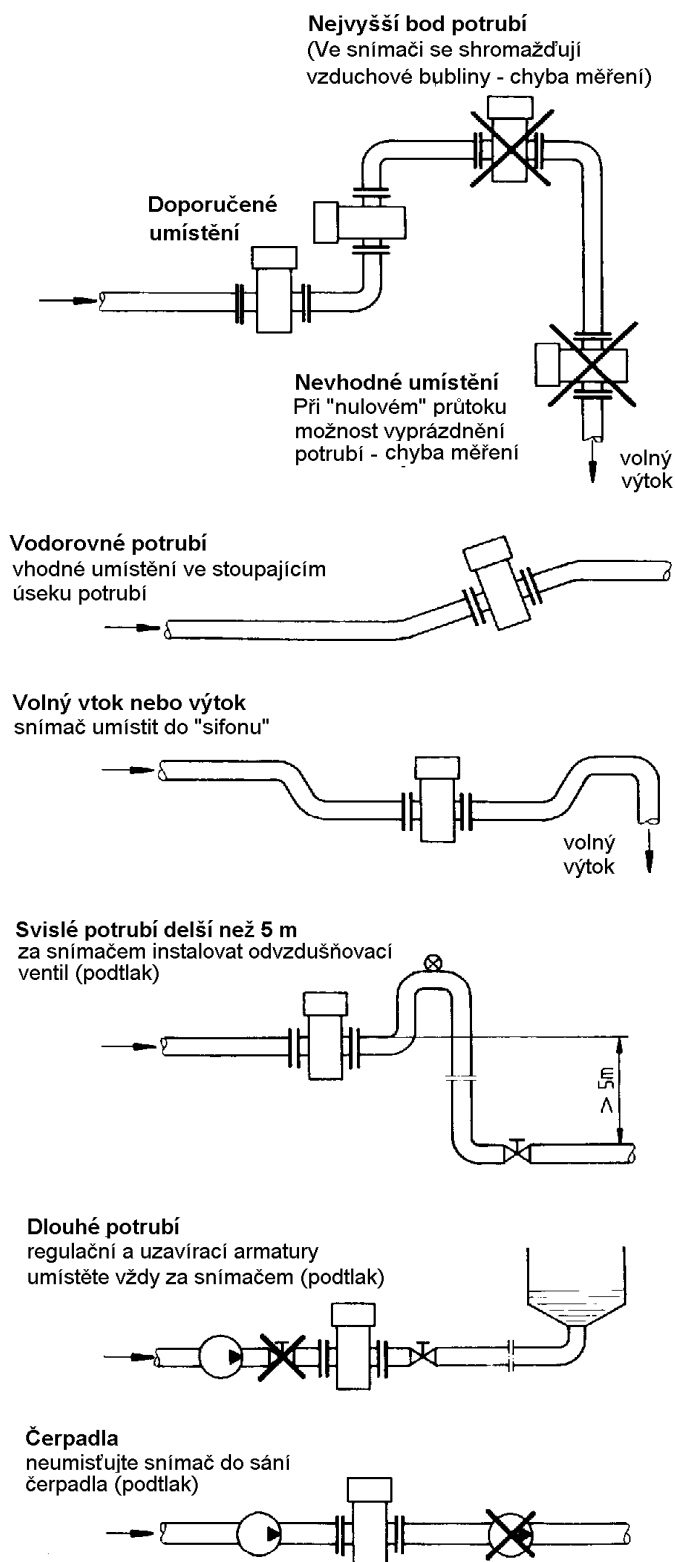 Nejvyšší bod potrubí
(Ve snímači se shromažďují
vzduchové bubliny - chyba měření)
Doporučené
umístění
Nevhodné umístění
Při "nulovém" průtoku
možnost vyprázdnění
potrubí - chyba měření
volný
výtok
Vodorovné potrubí
vhodné umístění ve stoupajícím
úseku potrubí
Volný vtok nebo výtok
snímač umístit do "sifonu"
volný
výtok
Svislé potrubí delší než 5 m
za snímačem instalovat odvzdušňovací
ventil (podtlak)
> 5m
Dlouhé potrubí
regulační a uzavírací armatury
umístěte vždy za snímačem (podtlak)
Čerpadla
neumisťujte snímač do sání
čerpadla (podtlak)